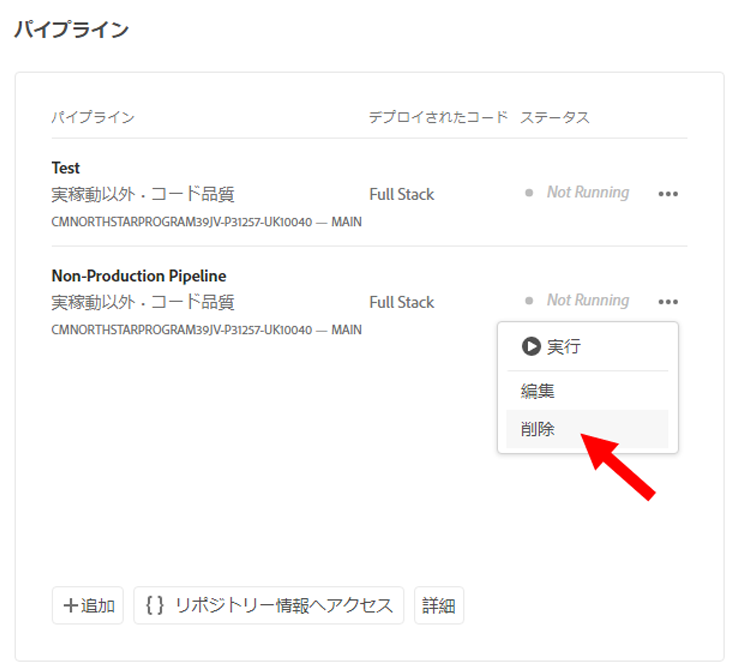 パイプライン
パイプライン デプロイされたコード ステータス
Test
実稼動以外・コード品質 Full Stack Not Running
CMNORTHSTARPROGRAM39JV-P31257-UK10040 — MAIN
Non-Production Pipeline
実稼動以外・コード品質 Full Stack Not Running
CMNORTHSTARPROGRAM39JV-P31257-UK10040 — MAIN
実行
編集
削除
+追加 {} リポジトリー情報へアクセス 詳細